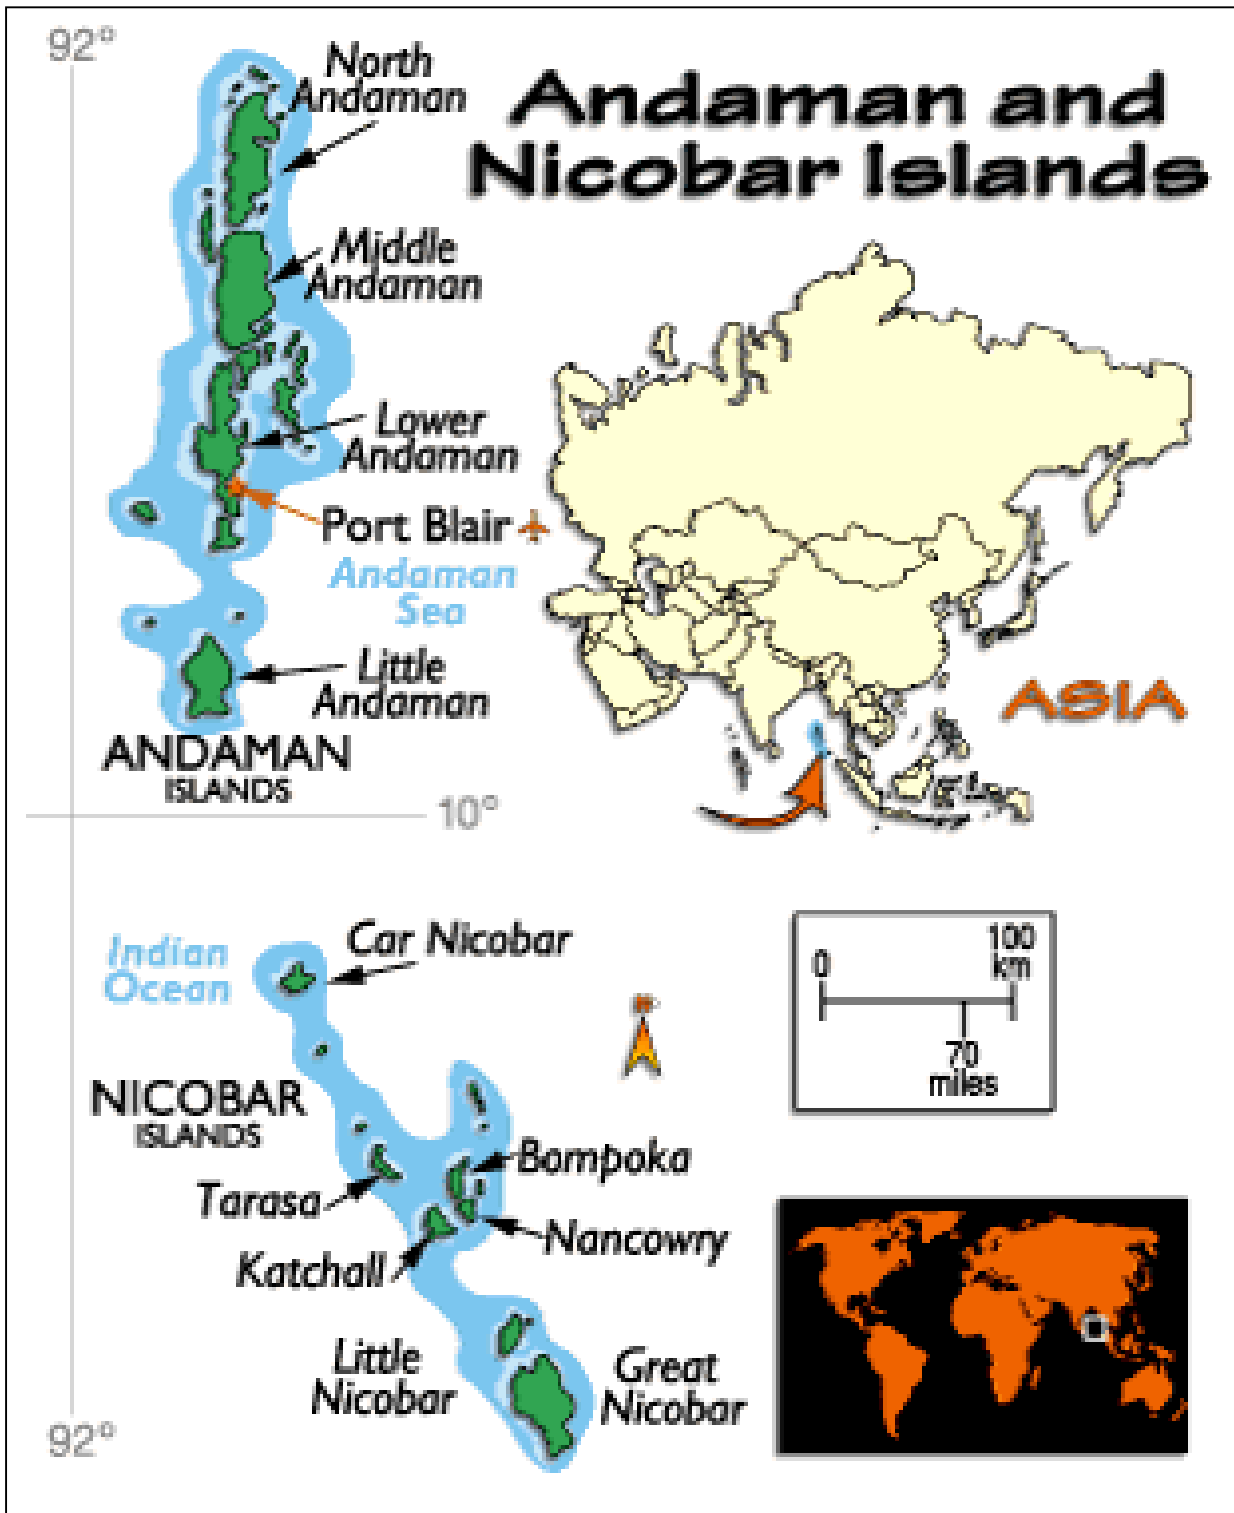 92°
North
Andaman
Andaman and
Nicobar Islands
Middle
Andaman
Lower
Andaman
Port Blair
Andaman
Sea
Little
Andaman
ANDAMAN
ISLANDS
10°
ASIA
Indian
Ocean
Car Nicobar
NICOBAR
ISLANDS
Bompoka
Tarasa
Nancowry
Katchall
Little
Nicobar
Great
Nicobar
92°
0
100
km
70
miles